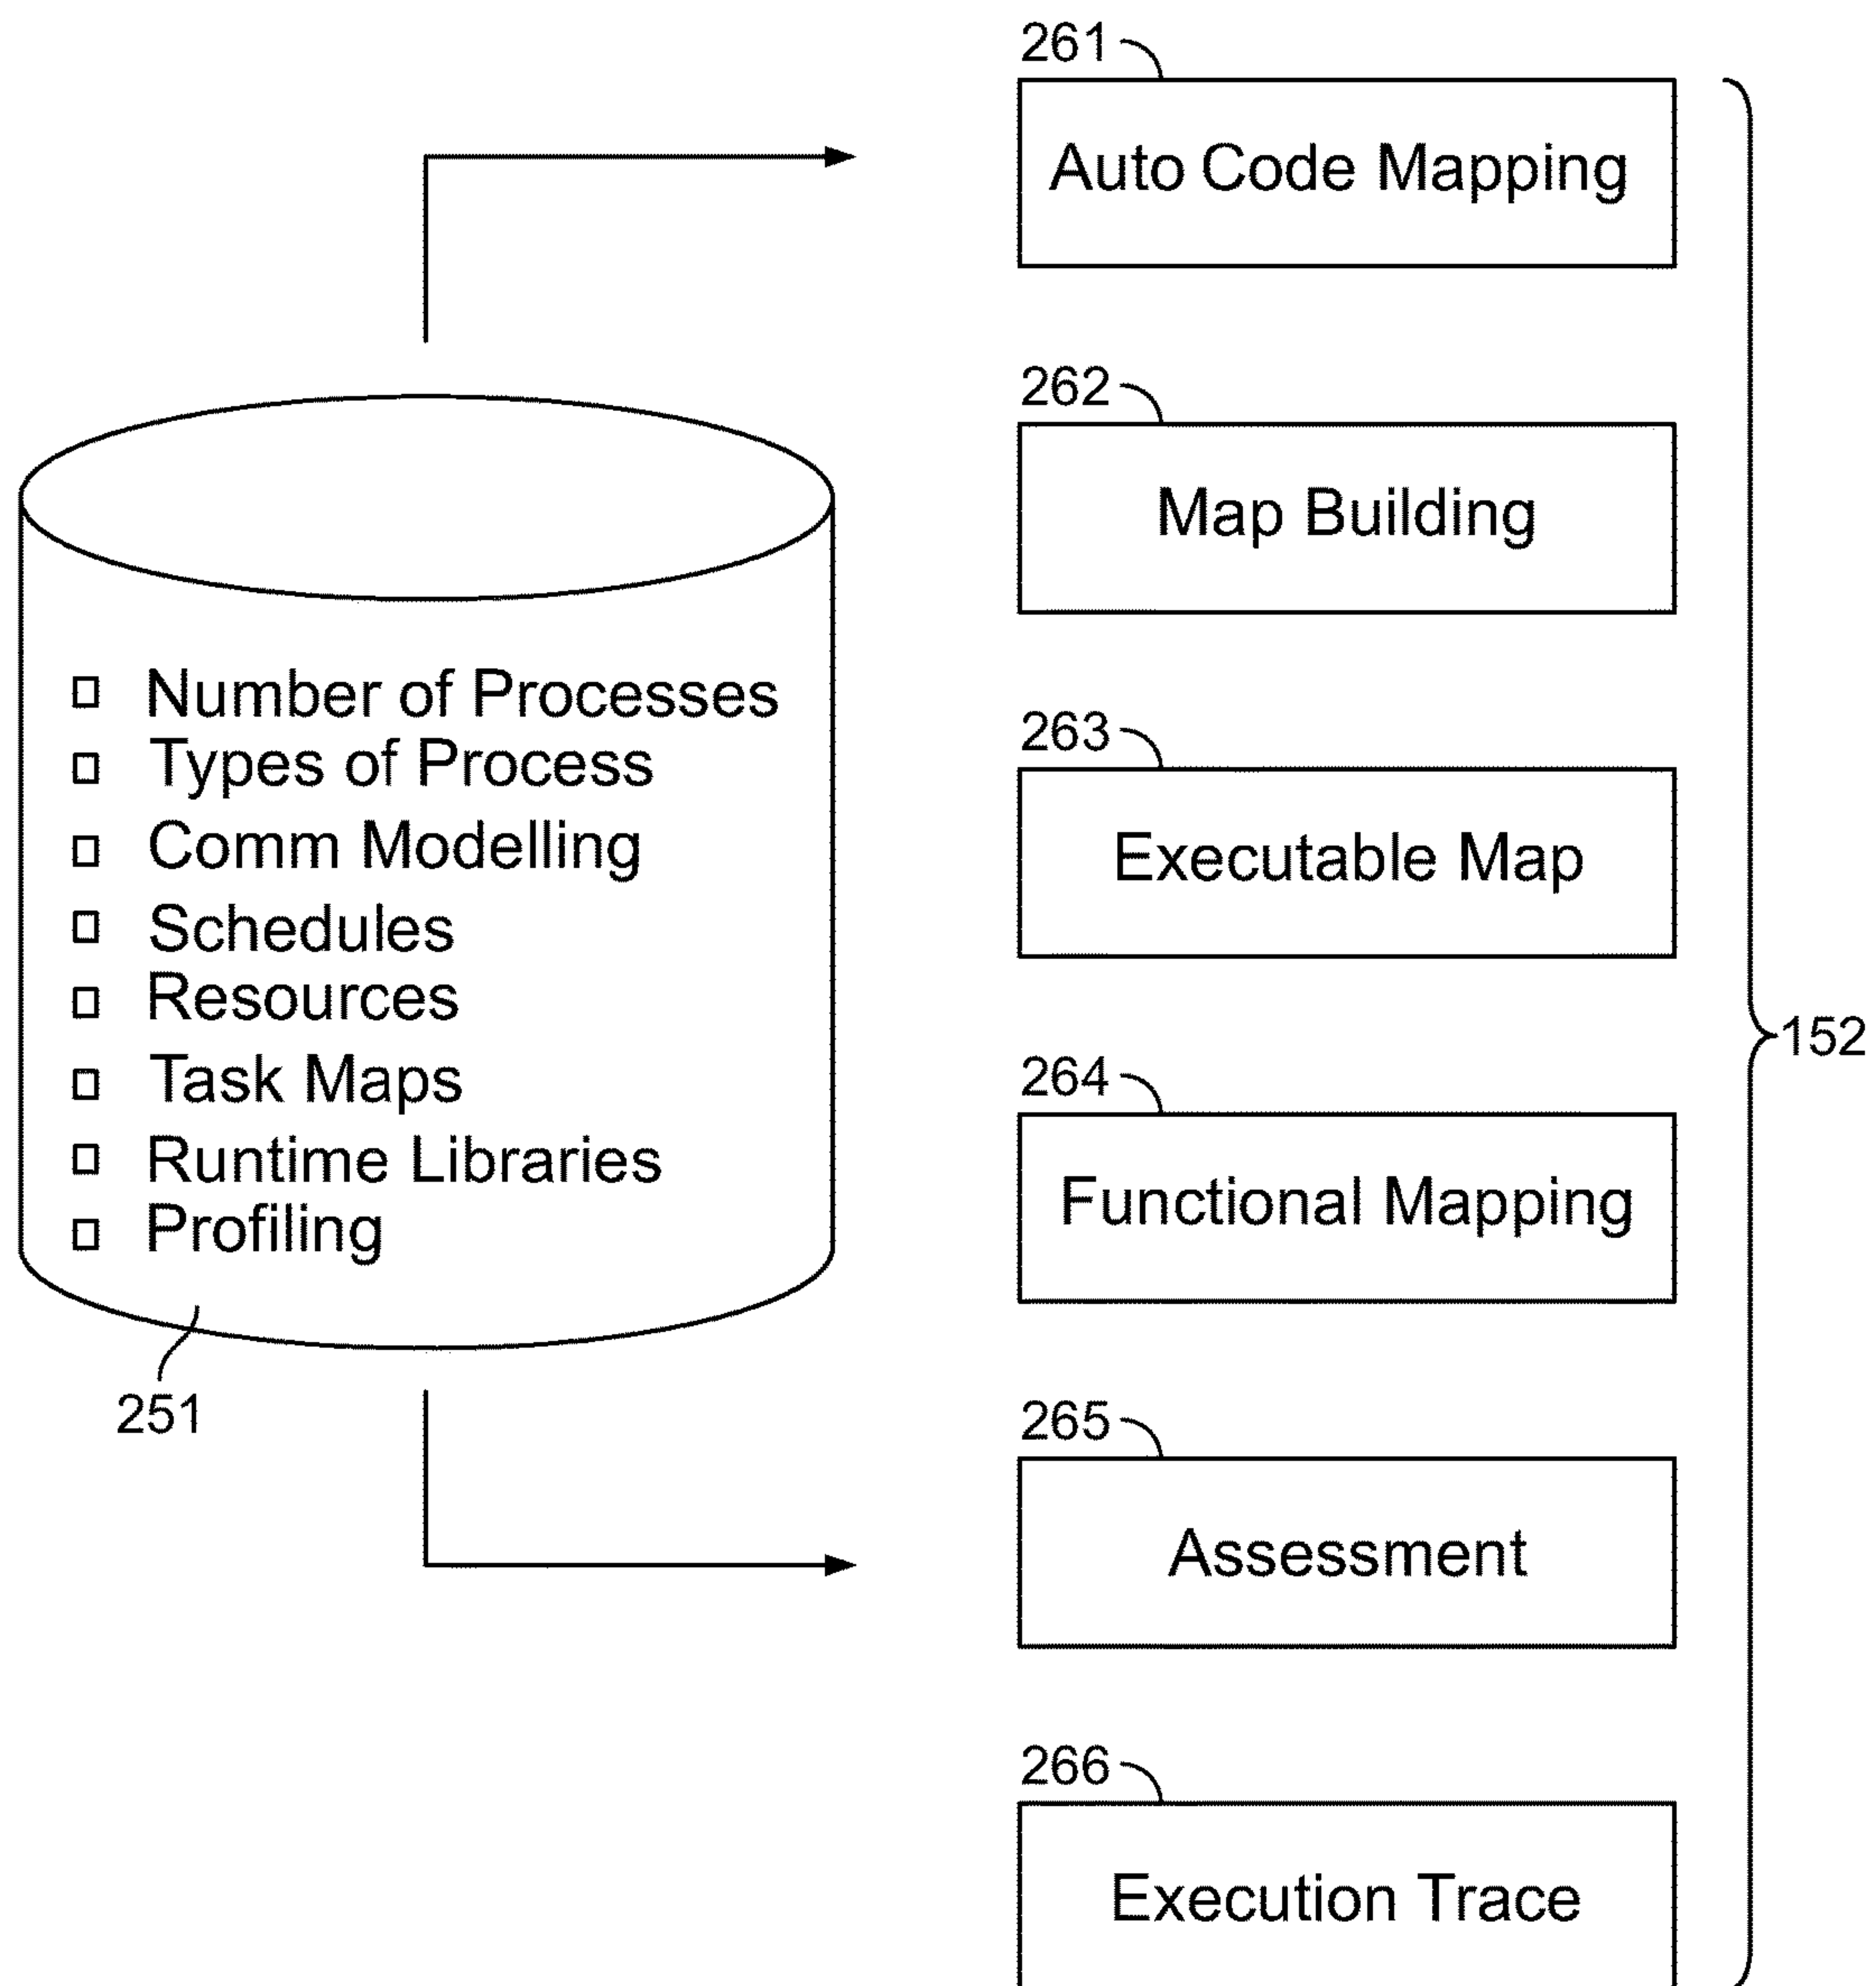 261
Auto Code Mapping
262
Map Building
263
Executable Map
264
Functional Mapping
265
Assessment
266
Execution Trace
152
Number of Processes
Types of Process
Comm Modelling
Schedules
Resources
Task Maps
Runtime Libraries
Profiling
251